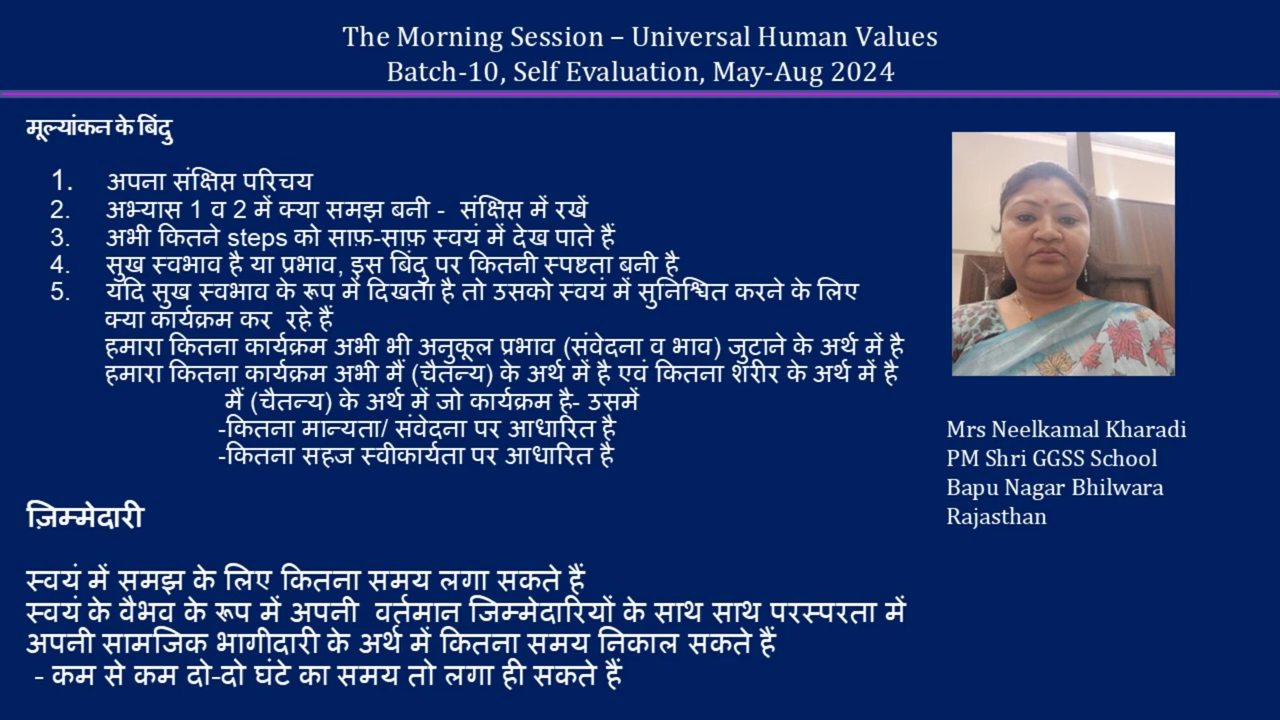 The Morning Session – Universal Human Values
Batch-10, Self Evaluation, May-Aug 2024
मूल्यांकन के बिंदु
1. अपना संक्षिप्त परिचय
2. अभ्यास 1 व 2 में क्या समझ बनी - संक्षिप्त में रखें
3. अभी कितने steps को साफ़-साफ़ स्वयं में देख पाते हैं
4. सुख स्वभाव है या प्रभाव, इस बिंदु पर कितनी स्पष्टता बनी है
5. यदि सुख स्वभाव के रूप में दिखता है तो उसको स्वयं में सुनिश्चित करने के लिए
क्या कार्यक्रम कर रहे हैं
हमारा कितना कार्यक्रम अभी भी अनुकूल प्रभाव (संवेदना व भाव) जुटाने के अर्थ में है
हमारा कितना कार्यक्रम अभी मैं (चैतन्य) के अर्थ में है एवं कितना शरीर के अर्थ में है
मैं (चैतन्य) के अर्थ में जो कार्यक्रम है- उसमें
-कितना मान्यता/ संवेदना पर आधारित है
-कितना सहज स्वीकार्यता पर आधारित है
ज़िम्मेदारी
स्वयं में समझ के लिए कितना समय लगा सकते हैं
स्वयं के वैभव के रूप में अपनी वर्तमान जिम्मेदारियों के साथ साथ परस्परता में
अपनी सामजिक भागीदारी के अर्थ में कितना समय निकाल सकते हैं
- कम से कम दो-दो घंटे का समय तो लगा ही सकते हैं
Mrs Neelkamal Kharadi
PM Shri GGSS School
Bapu Nagar Bhilwara
Rajasthan